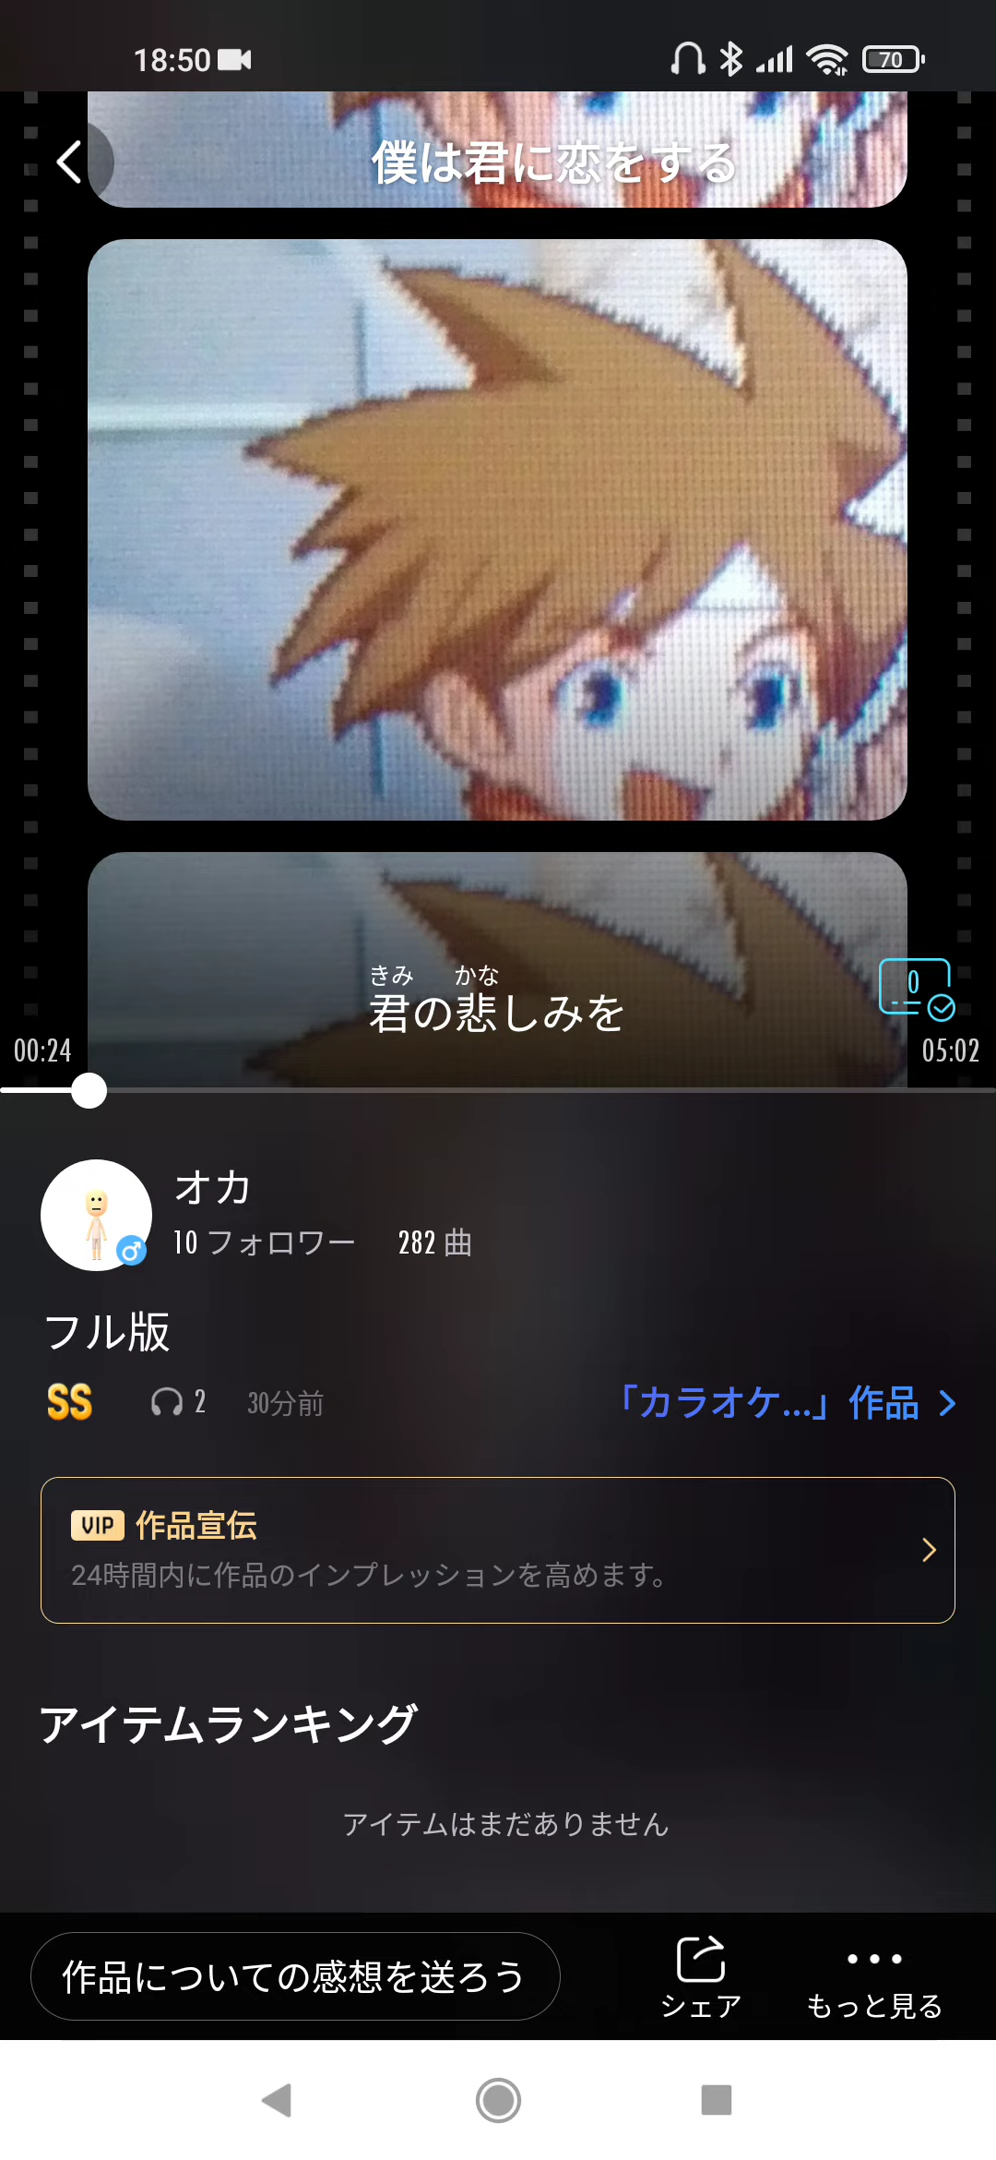 18:50
70
僕は君に恋をする
きみ かな
君の悲しみを
0
00:24
05:02
オカ
10 フォロワー 282 曲
フル版
SS 2 30分前 「カラオケ...」作品
VIP 作品宣伝
24時間内に作品のインプレッションを高めます。
アイテムランキング
アイテムはまだありません
作品についての感想を送ろう
シェア
もっと見る